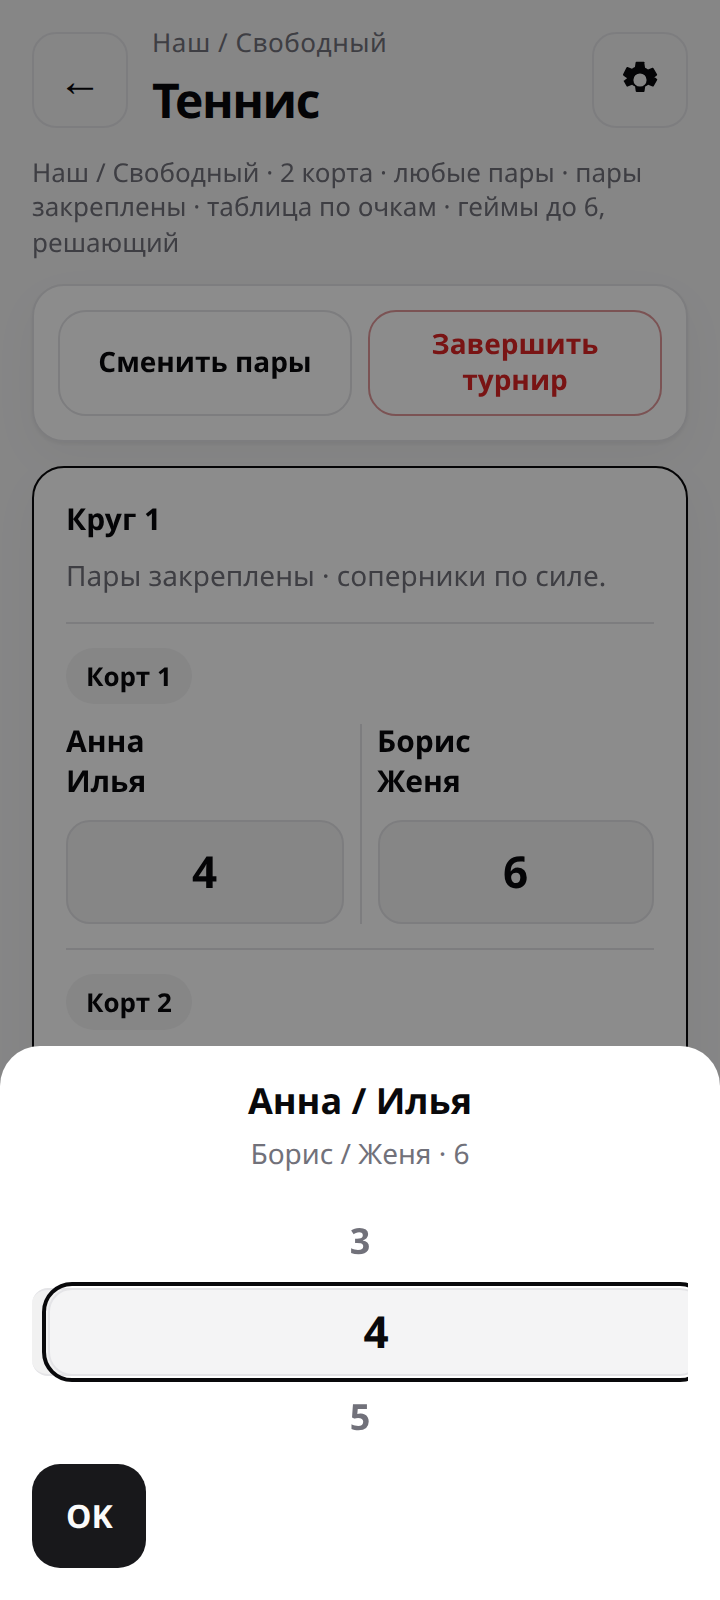 Наш / Свободный
←
Теннис
Наш / Свободный · 2 корта · любые пары · пары
закреплены · таблица по очкам · геймы до 6,
решающий
Сменить пары
Завершить
турнир
Круг 1
Пары закреплены · соперники по силе.
Корт 1
Анна
Илья
Борис
Женя
4
6
Корт 2
Анна / Илья
Борис / Женя · 6
3
4
5
OK